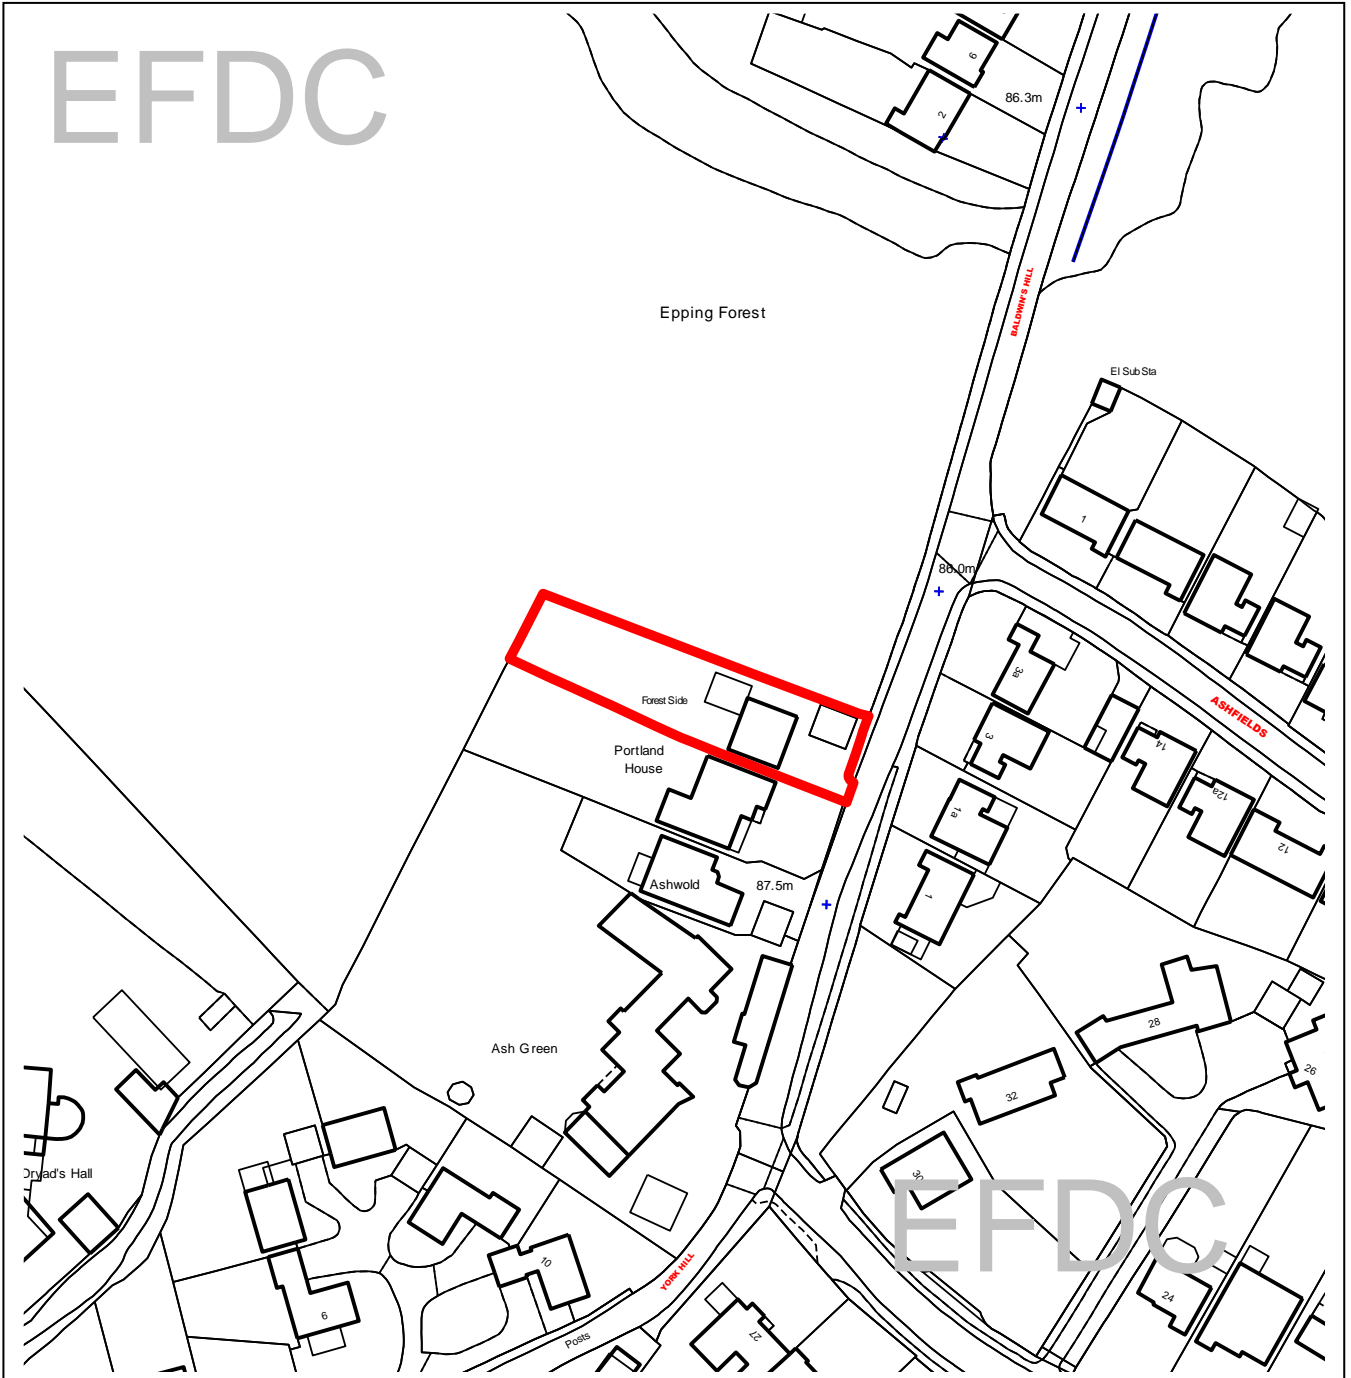 EFDC
6
2
86.3m
BALDWIN'S HILL
Epping Forest
El Sub Sta
1
86.0m
3a
ASHFIELDS
Forest Side
3
14
Portland
House
12a
1a
12
Ashwold
87.5m
1
28
Ash Green
26
32
Dryad's Hall
30
EFDC
YORK HILL
10
24
6
27
Posts